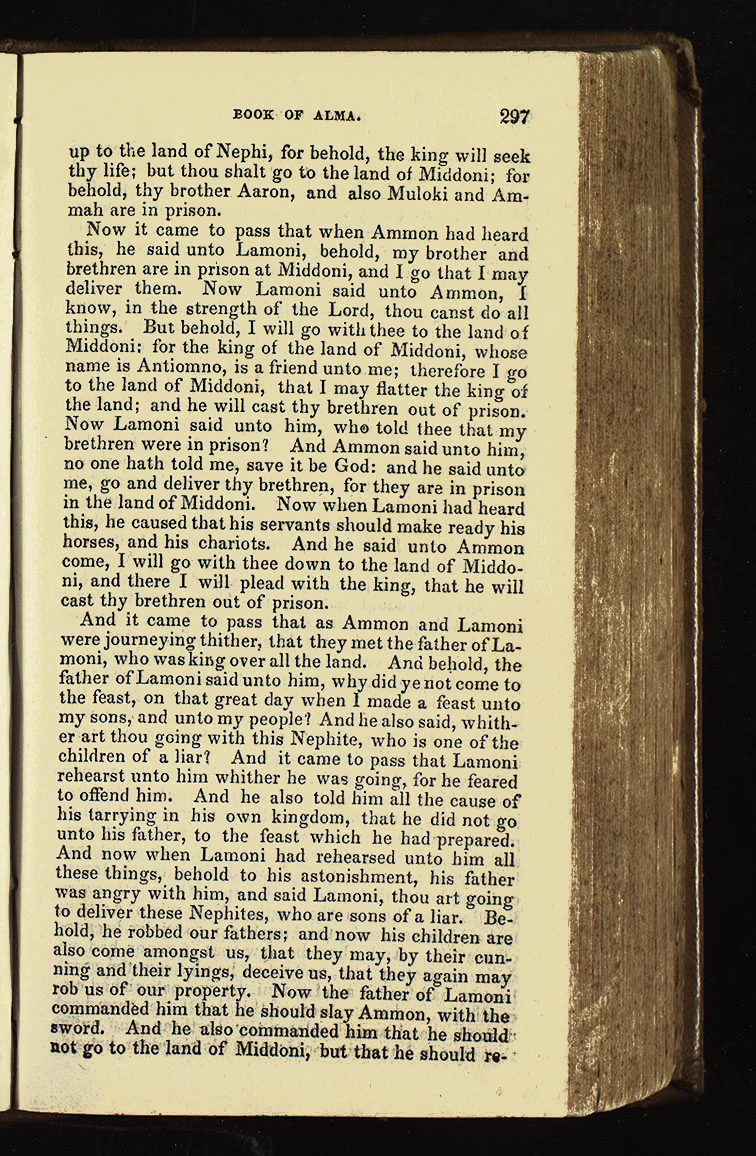 BOOK OF ALMA. 297
up to the land of Nephi, for behold, the king will seek
thy life; but thou shalt go to the land of Middoni; for
behold, thy brother Aaron, and also Muloki and Am-
mah are in prison.
Now it came to pass that when Ammon had heard
this, he said unto Lamoni, behold, my brother and
brethren are in prison at Middoni, and I go that I may
deliver them. Now Lamoni said unto Ammon, I
know, in the strength of the Lord, thou canst do all
things. But behold, I will go with thee to the land of
Middoni: for the king of the land of Middoni, whose
name is Antiomno, is a friend unto me; therefore I go
to the land of Middoni, that I may flatter the king of
the land; and he will cast thy brethren out of prison.
Now Lamoni said unto him, who told thee that my
brethren were in prison? And Ammon said unto him,
no one hath told me, save it be God: and he said unto
me, go and deliver thy brethren, for they are in prison
in the land of Middoni. Now when Lamoni had heard
this, he caused that his servants should make ready his
horses, and his chariots. And he said unto Ammon
come, I will go with thee down to the land of Middo-
ni, and there I will plead with the king, that he will
cast thy brethren out of prison.
And it came to pass that as Ammon and Lamoni
were journeying thither, that they met the father of La-
moni, who was king over all the land. And behold, the
father of Lamoni said unto him, why did ye not come to
the feast, on that great day when I made a feast unto
my sons, and unto my people? And he also said, whith-
er art thou going with this Nephite, who is one of the
children of a liar? And it came to pass that Lamoni
rehearst unto him whither he was going, for he feared
to offend him. And he also told him all the cause of
his tarrying in his own kingdom, that he did not go
unto his father, to the feast which he had prepared.
And now when Lamoni had rehearsed unto him all
these things, behold to his astonishment, his father
was angry with him, and said Lamoni, thou art going
to deliver these Nephites, who are sons of a liar. Be-
hold, he robbed our fathers; and now his children are
also come amongst us, that they may, by their cun-
ning and their lyings, deceive us, that they again may
rob us of our property. Now the father of Lamoni
commanded him that he should slay Ammon, with the
sword. And he also commanded him that he should
not go to the land of Middoni, but that he should re-